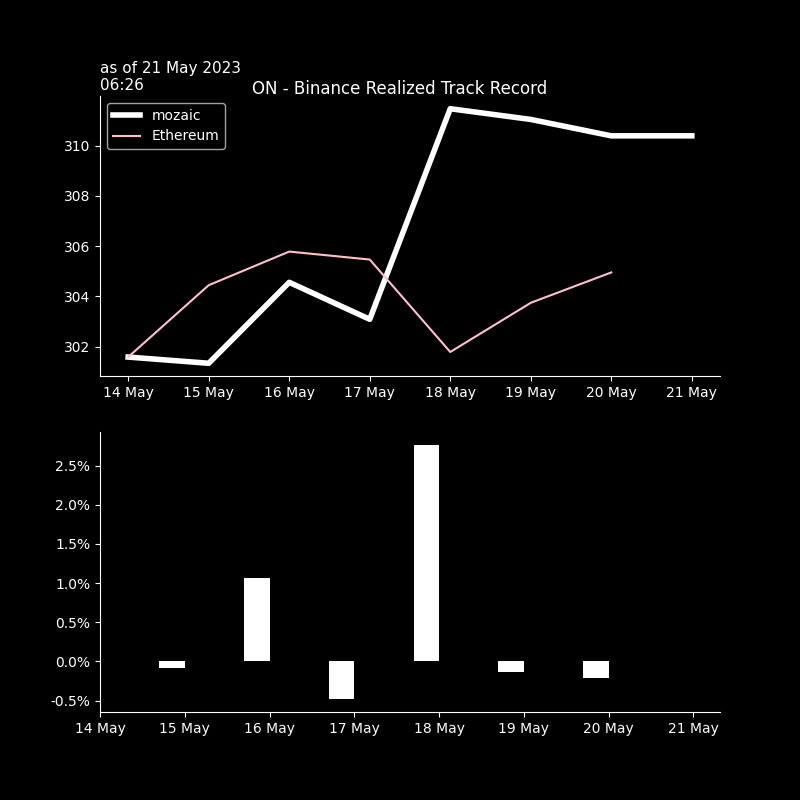 as of 21 May 2023
06:26
ON - Binance Realized Track Record
mozaic
Ethereum
310
308
306
304
302
14 May 15 May 16 May 17 May 18 May 19 May 20 May 21 May
2.5%
2.0%
1.5%
1.0%
0.5%
0.0%
-0.5%
14 May 15 May 16 May 17 May 18 May 19 May 20 May 21 May